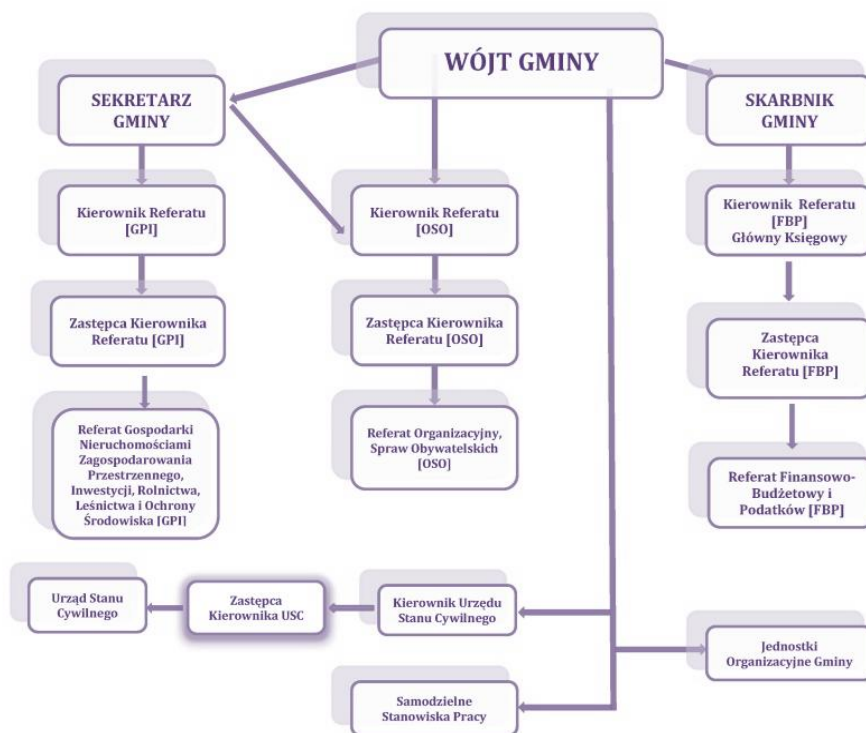 WÓJT GMINY
SEKRETARZ
GMINY
SKARBNIK
GMINY
Kierownik Referatu
[GPI]
Kierownik Referatu
[OSO]
Kierownik Referatu
[FBP]
Główny Księgowy
Zastępca Kierownika
Referatu [GPI]
Zastępca Kierownika
Referatu [OSO]
Zastępca
Kierownika
Referatu [FBP]
Referat Gospodarki
Nieruchomościami
Zagospodarowania
Przestrzennego,
Inwestycji, Rolnictwa,
Leśnictwa i Ochrony
Środowiska [GPI]
Referat Organizacyjny,
Spraw Obywatelskich
[OSO]
Referat Finansowo-
Budżetowy i
Podatków [FBP]
Urząd Stanu
Cywilnego
Zastępca
Kierownika USC
Kierownik Urzędu
Stanu Cywilnego
Jednostki
Organizacyjne Gminy
Samodzielne
Stanowiska Pracy